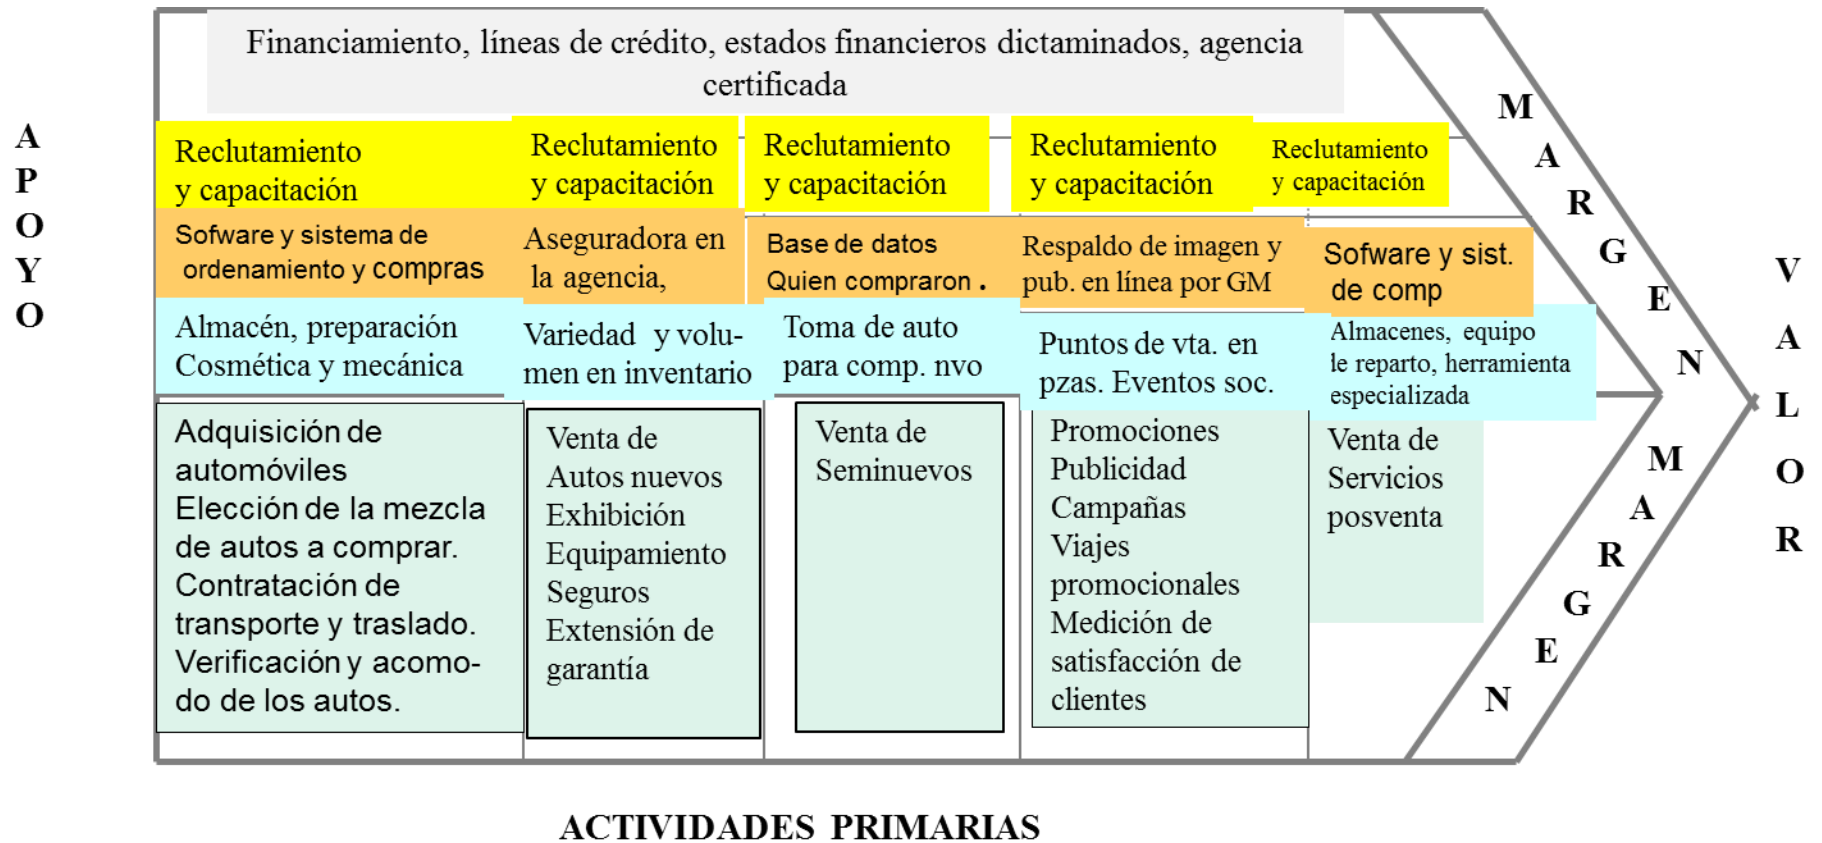 Financiamiento, líneas de crédito, estados financieros dictaminados, agencia
certificada
APOYO
Reclutamiento
y capacitación
Reclutamiento
y capacitación
Reclutamiento
y capacitación
Reclutamiento
y capacitación
Reclutamiento
y capacitación
Sofware y sistema de
ordenamiento y compras
Aseguradora en
la agencia,
Base de datos
Quien compraron .
Respaldo de imagen y
pub. en línea por GM
Sofware y sist.
de comp
Almacén, preparación
Cosmética y mecánica
Variedad y volu-
men en inventario
Toma de auto
para comp. nvo
Puntos de vta. en
pzas. Eventos soc.
Almacenes, equipo
de reparto, herramienta
especializada
Adquisición de
automóviles
Elección de la mezcla
de autos a comprar.
Contratación de
transporte y traslado.
Verificación y acomo-
do de los autos.
Venta de
Autos nuevos
Exhibición
Equipamiento
Seguros
Extensión de
garantía
Venta de
Seminuevos
Promociones
Publicidad
Campañas
Viajes
promocionales
Medición de
satisfacción de
clientes
Venta de
Servicios
posventa
MARGEN
MARGEN
VALOR
ACTIVIDADES PRIMARIAS